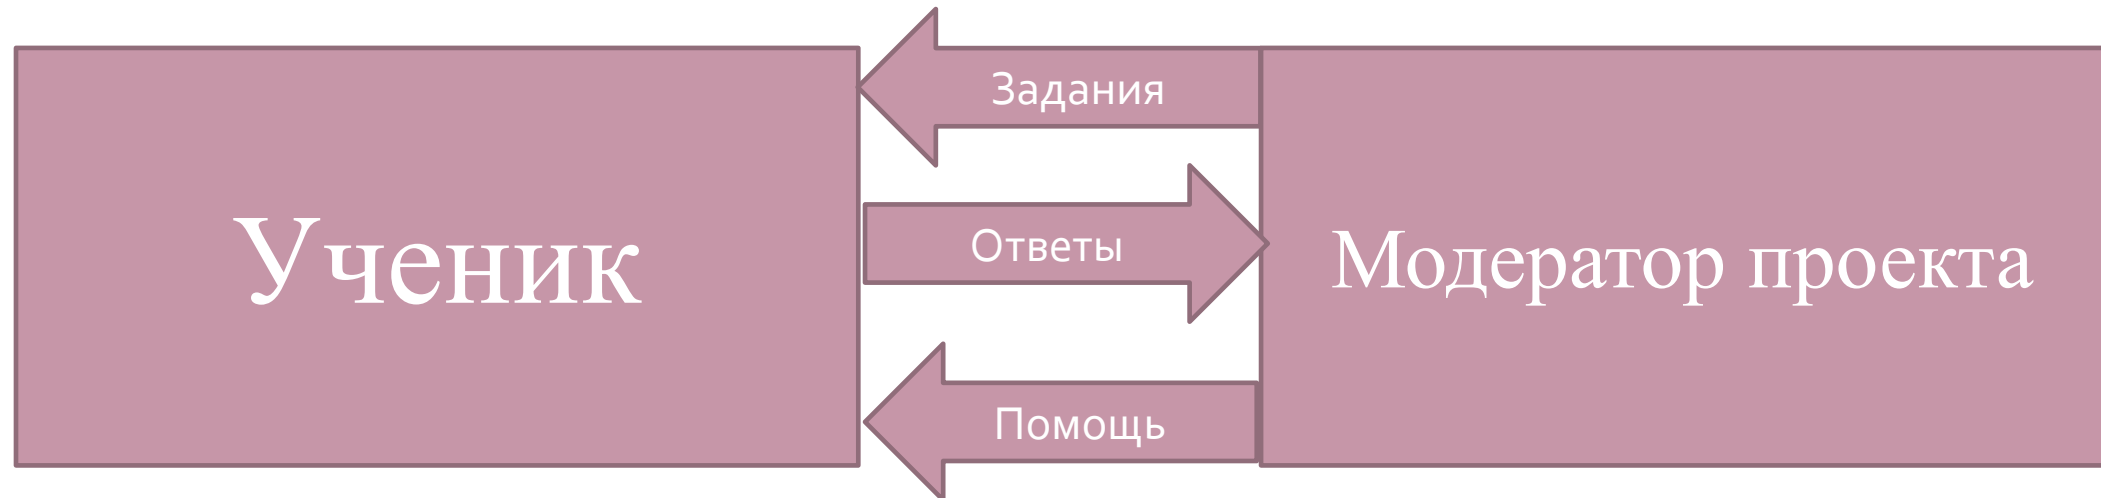 Задания
Ученик
Ответы
Модератор проекта
Помощь